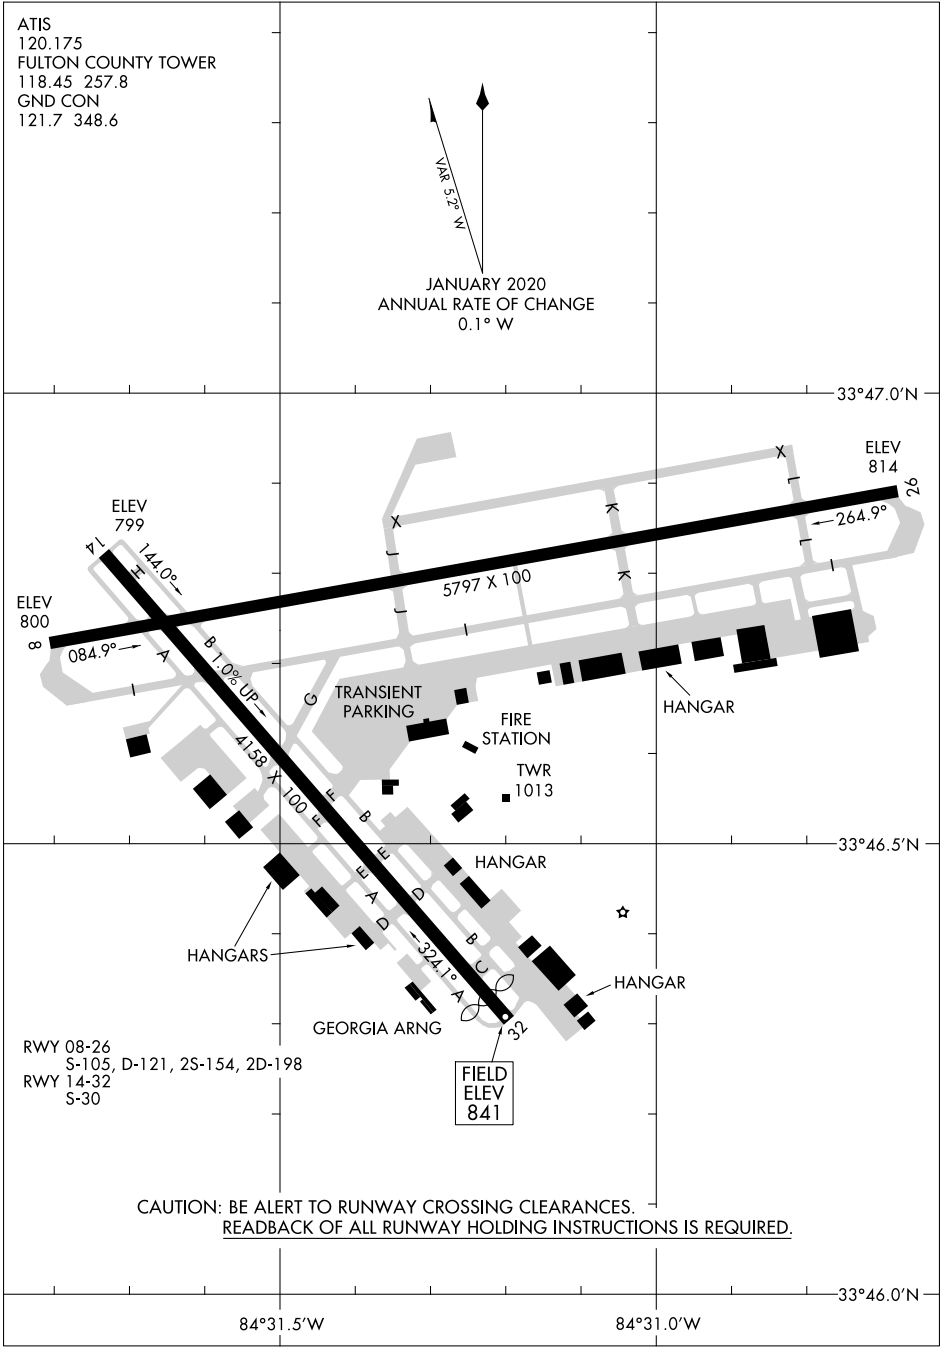 ATIS
120.175
FULTON COUNTY TOWER
118.45 257.8
GND CON
121.7 348.6
VAR 5.2° W
JANUARY 2020
ANNUAL RATE OF CHANGE
0.1° W
33°47.0'N
ELEV
814
26
264.9°
X
L
K
X
J
L
I
K
J
I
5797 X 100
ELEV
799
14
144.0°
H
ELEV
800
8
084.9°
A
B
I
1.0% UP
G
TRANSIENT
PARKING
HANGAR
FIRE
STATION
TWR
1013
4158 X 100
F
F
B
E
E
D
A
D
B
C
A
33°46.5'N
HANGAR
HANGARS
324.1°
HANGAR
GEORGIA ARNG
32
RWY 08-26
S-105, D-121, 2S-154, 2D-198
RWY 14-32
S-30
FIELD
ELEV
841
CAUTION: BE ALERT TO RUNWAY CROSSING CLEARANCES.
READBACK OF ALL RUNWAY HOLDING INSTRUCTIONS IS REQUIRED.
33°46.0'N
84°31.5'W
84°31.0'W